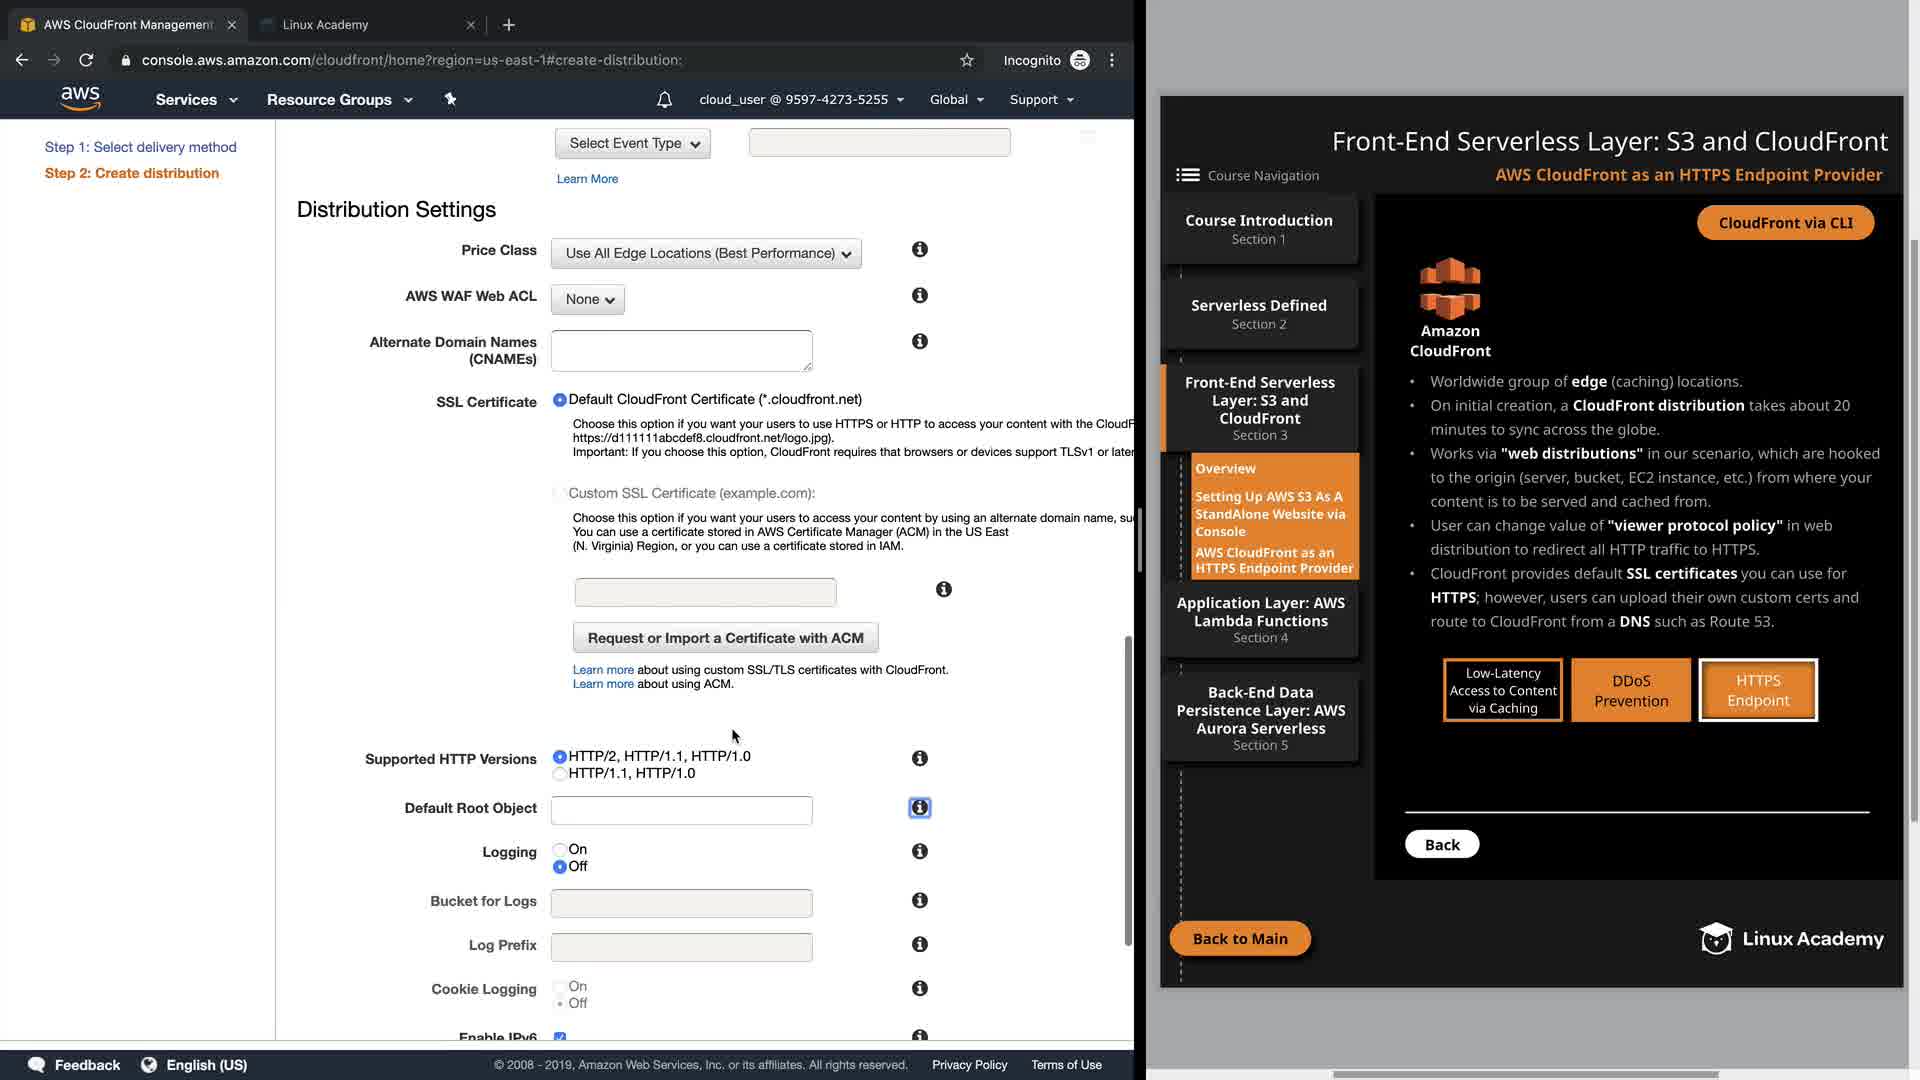 AWS CloudFront Management
Linux Academy
console.aws.amazon.com/cloudfront/home?region=us-east-1#create-distribution:
Incognito
aws
Services
Resource Groups
cloud_user @ 9597-4273-5255
Global
Support
Step 1: Select delivery method
Step 2: Create distribution
Select Event Type
Learn More
Distribution Settings
Price Class
Use All Edge Locations (Best Performance)
AWS WAF Web ACL
None
Alternate Domain Names
(CNAMEs)
SSL Certificate
Default CloudFront Certificate (*.cloudfront.net)
Choose this option if you want your users to use HTTPS or HTTP to access your content with the CloudF
https://d111111abcdef8.cloudfront.net/logo.jpg).
Important: If you choose this option, CloudFront requires that browsers or devices support TLSv1 or later
Custom SSL Certificate (example.com):
Choose this option if you want your users to access your content by using an alternate domain name, su
You can use a certificate stored in AWS Certificate Manager (ACM) in the US East
(N. Virginia) Region, or you can use a certificate stored in IAM.
Request or Import a Certificate with ACM
Learn more about using custom SSL/TLS certificates with CloudFront.
Learn more about using ACM.
Supported HTTP Versions
HTTP/2, HTTP/1.1, HTTP/1.0
HTTP/1.1, HTTP/1.0
Default Root Object
Logging
On
Off
Bucket for Logs
Log Prefix
Cookie Logging
On
Off
Enable IPv6
Feedback
English (US)
© 2008 - 2019, Amazon Web Services, Inc. or its affiliates. All rights reserved.
Privacy Policy
Terms of Use
Front-End Serverless Layer: S3 and CloudFront
Course Navigation
AWS CloudFront as an HTTPS Endpoint Provider
Course Introduction
Section 1
Serverless Defined
Section 2
Front-End Serverless
Layer: S3 and
CloudFront
Section 3
Overview
Setting Up AWS S3 As A
StandAlone Website via
Console
AWS CloudFront as an
HTTPS Endpoint Provider
Application Layer: AWS
Lambda Functions
Section 4
Back-End Data
Persistence Layer: AWS
Aurora Serverless
Section 5
Back to Main
CloudFront via CLI
Amazon
CloudFront
• Worldwide group of edge (caching) locations.
• On initial creation, a CloudFront distribution takes about 20
minutes to sync across the globe.
• Works via "web distributions" in our scenario, which are hooked
to the origin (server, bucket, EC2 instance, etc.) from where your
content is to be served and cached from.
• User can change value of "viewer protocol policy" in web
distribution to redirect all HTTP traffic to HTTPS.
• CloudFront provides default SSL certificates you can use for
HTTPS; however, users can upload their own custom certs and
route to CloudFront from a DNS such as Route 53.
Low-Latency
Access to Content
via Caching
DDoS
Prevention
HTTPS
Endpoint
Back
Linux Academy